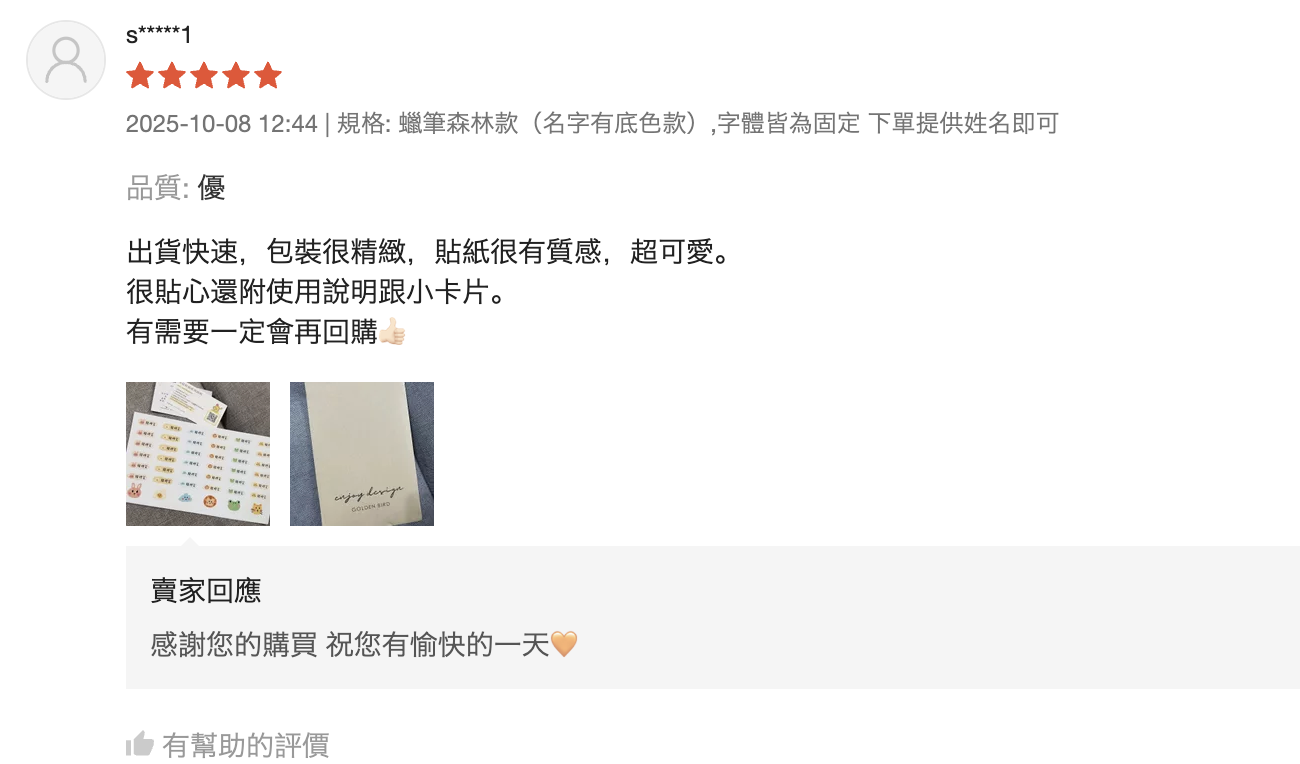 s*****1
2025-10-08 12:44 | 規格: 蠟筆森林款（名字有底色款）,字體皆為固定 下單提供姓名即可
品質: 優
出貨快速，包裝很精緻，貼紙很有質感，超可愛。
很貼心還附使用說明跟小卡片。
有需要一定會再回購👍🏻
enjoy design
GOLDEN BIRD
賣家回應
感謝您的購買 祝您有愉快的一天🧡
有幫助的評價